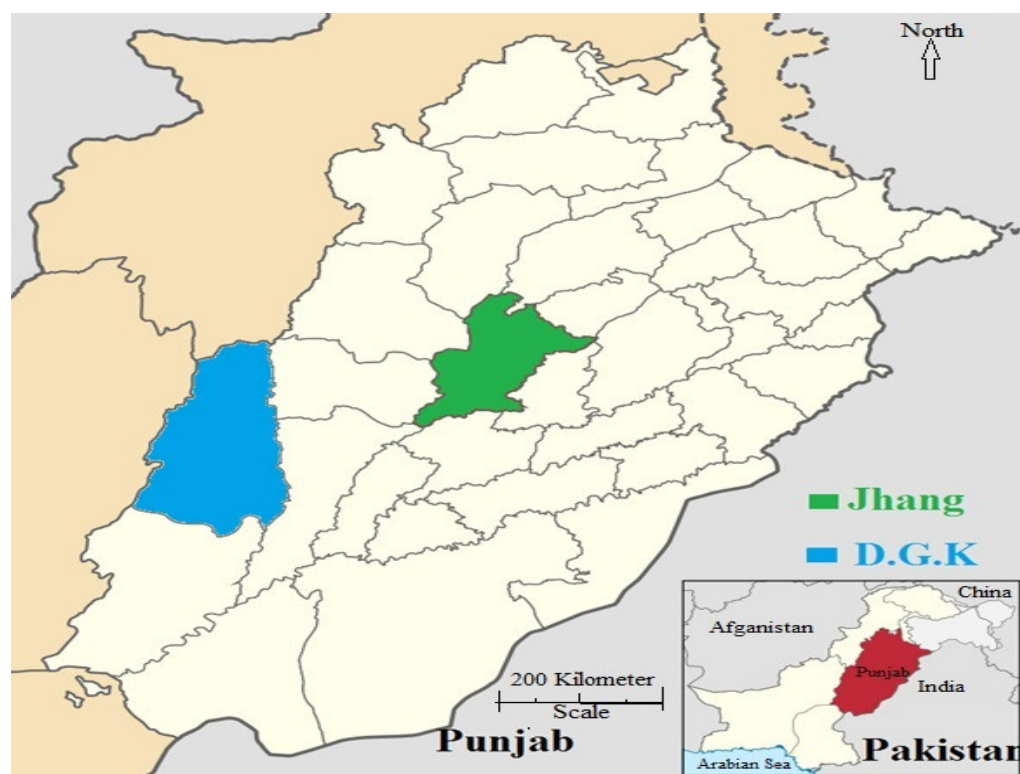 North
Jhang
D.G.K
China
Afganistan
Punjab
India
200 Kilometer
Scale
Punjab
Pakistan
Arabian Sea